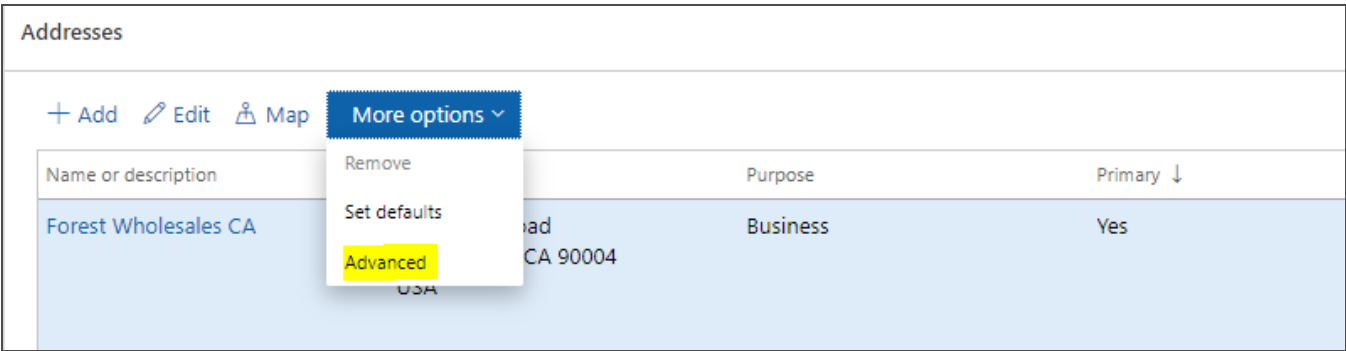 Addresses
Add Edit Map More options
Name or description Purpose Primary ↓
Remove
Set defaults
Advanced
Forest Wholesales CA Business Yes
CA 90004
USA